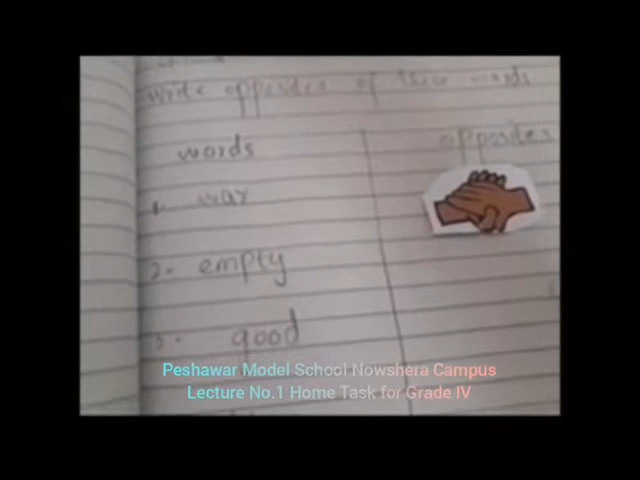 write opposites of these words
words opposites
1. war
2. empty
3. good
Peshawar Model School Nowshera Campus
Lecture No.1 Home Task for Grade IV